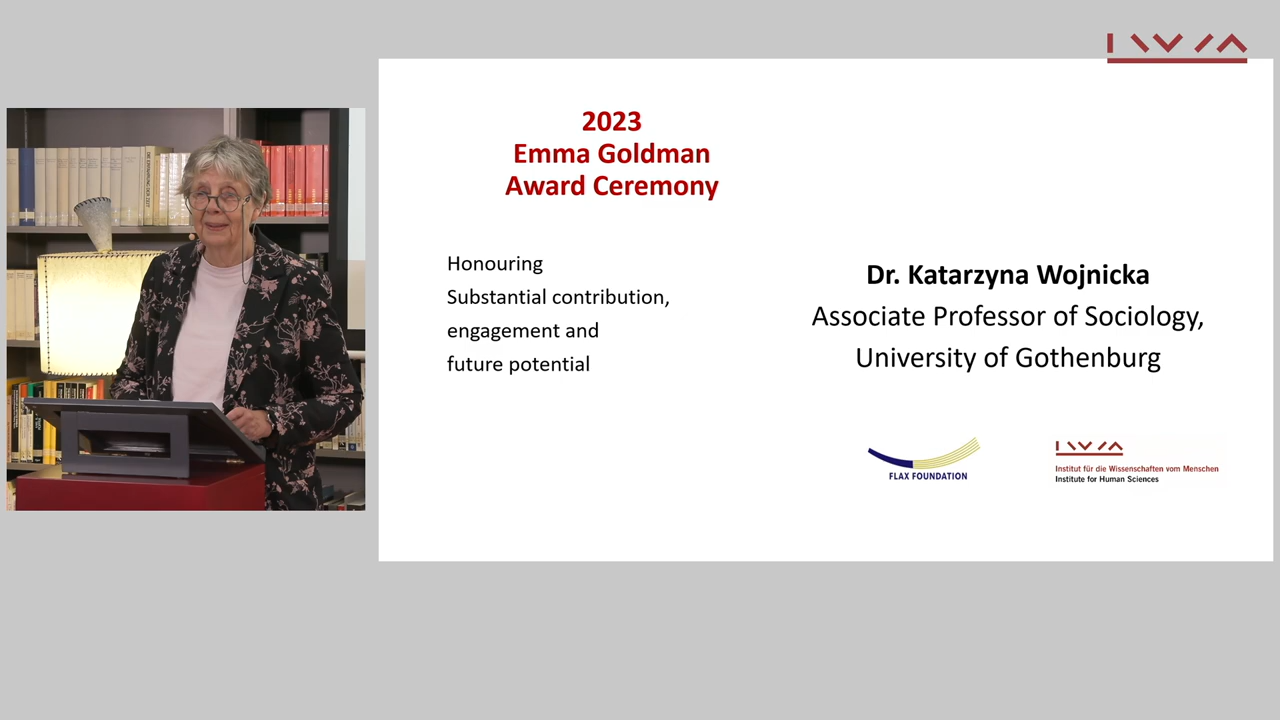 2023
Emma Goldman
Award Ceremony
Honouring
Substantial contribution,
engagement and
future potential
Dr. Katarzyna Wojnicka
Associate Professor of Sociology,
University of Gothenburg
FLAX FOUNDATION
Institut für die Wissenschaften vom Menschen
Institute for Human Sciences